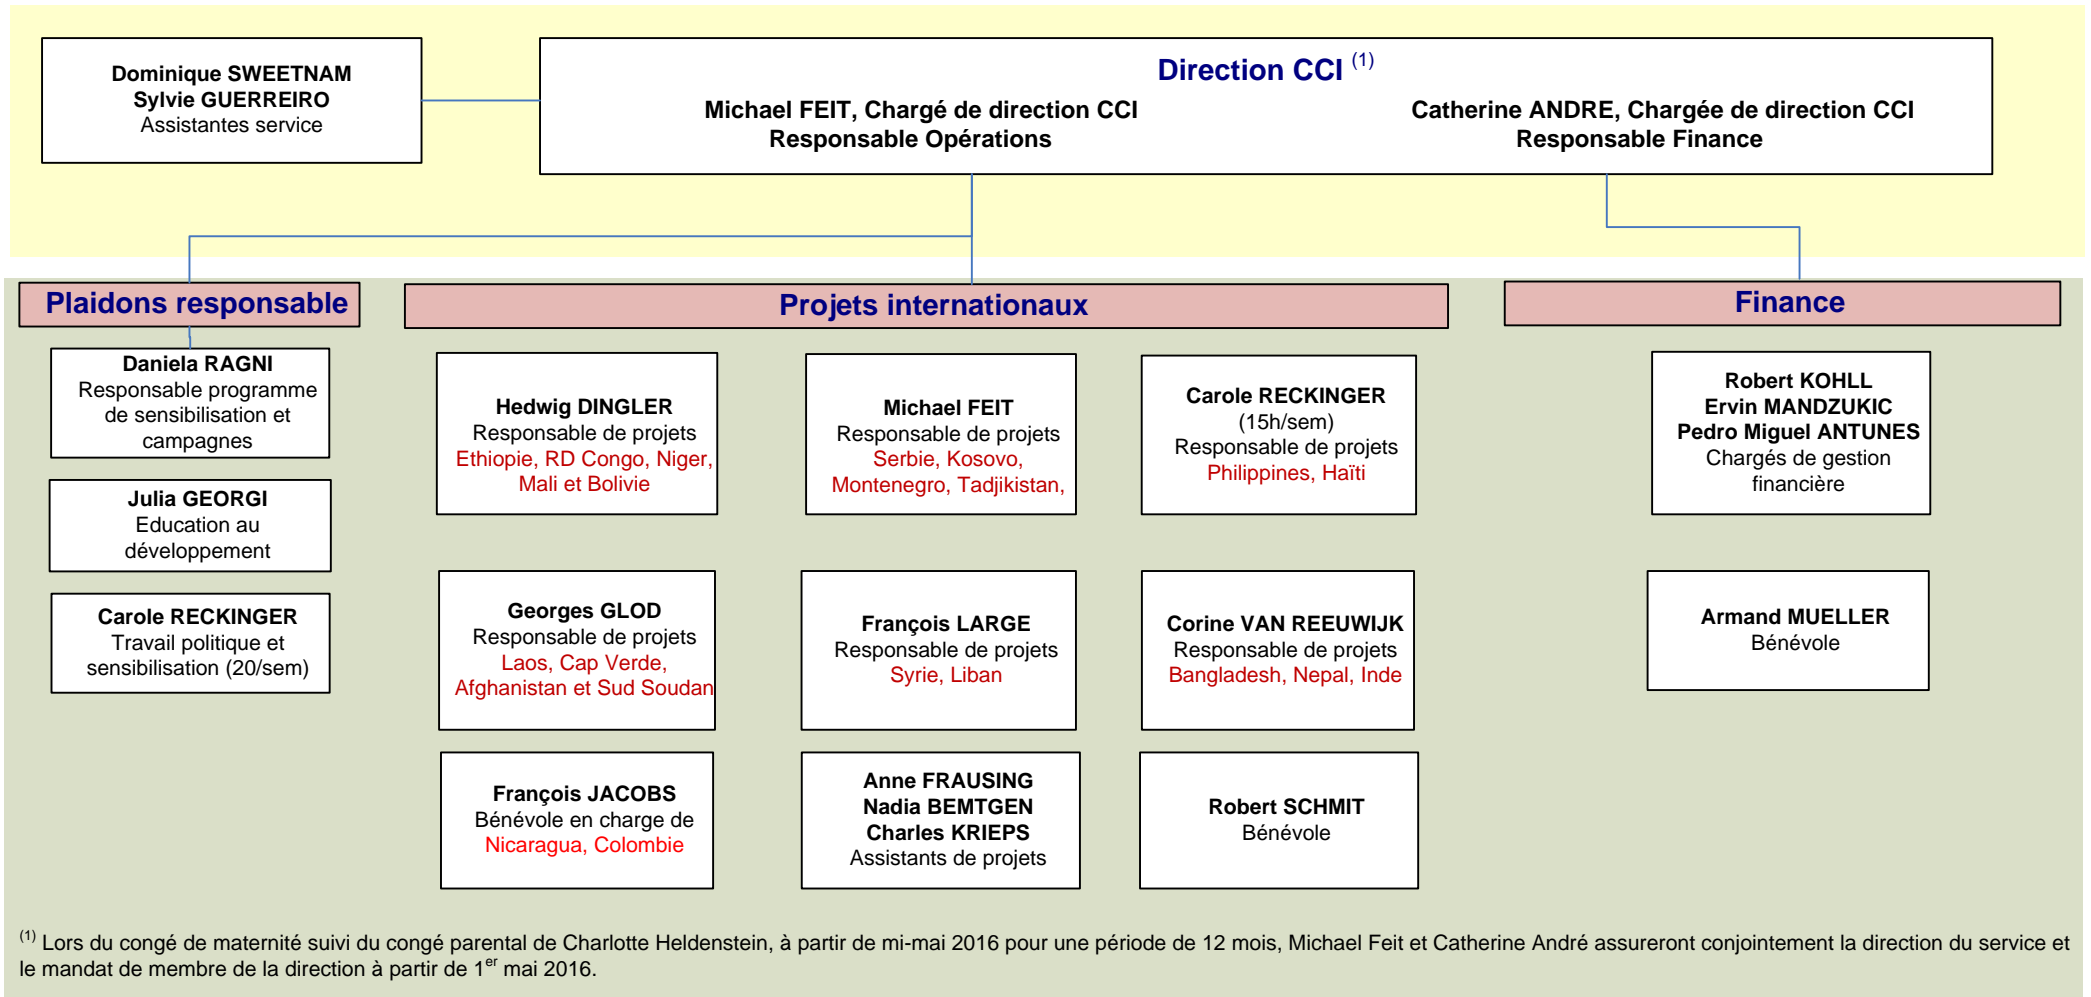 Dominique SWEETNAM
Sylvie GUERREIRO
Assistantes service
Direction CCI (1)
Michael FEIT, Chargé de direction CCI
Responsable Opérations
Catherine ANDRE, Chargée de direction CCI
Responsable Finance
Plaidons responsable
Daniela RAGNI
Responsable programme
de sensibilisation et
campagnes
Julia GEORGI
Education au
développement
Carole RECKINGER
Travail politique et
sensibilisation (20/sem)
Projets internationaux
Hedwig DINGLER
Responsable de projets
Ethiopie, RD Congo, Niger,
Mali et Bolivie
Michael FEIT
Responsable de projets
Serbie, Kosovo,
Montenegro, Tadjikistan,
Carole RECKINGER
(15h/sem)
Responsable de projets
Philippines, Haïti
Georges GLOD
Responsable de projets
Laos, Cap Verde,
Afghanistan et Sud Soudan
François LARGE
Responsable de projets
Syrie, Liban
Corine VAN REEUWIJK
Responsable de projets
Bangladesh, Nepal, Inde
François JACOBS
Bénévole en charge de
Nicaragua, Colombie
Anne FRAUSING
Nadia BEMTGEN
Charles KRIEPS
Assistants de projets
Robert SCHMIT
Bénévole
Finance
Robert KOHLL
Ervin MANDZUKIC
Pedro Miguel ANTUNES
Chargés de gestion
financière
Armand MUELLER
Bénévole
(1) Lors du congé de maternité suivi du congé parental de Charlotte Heldenstein, à partir de mi-mai 2016 pour une période de 12 mois, Michael Feit et Catherine André assureront conjointement la direction du service et
le mandat de membre de la direction à partir de 1er mai 2016.